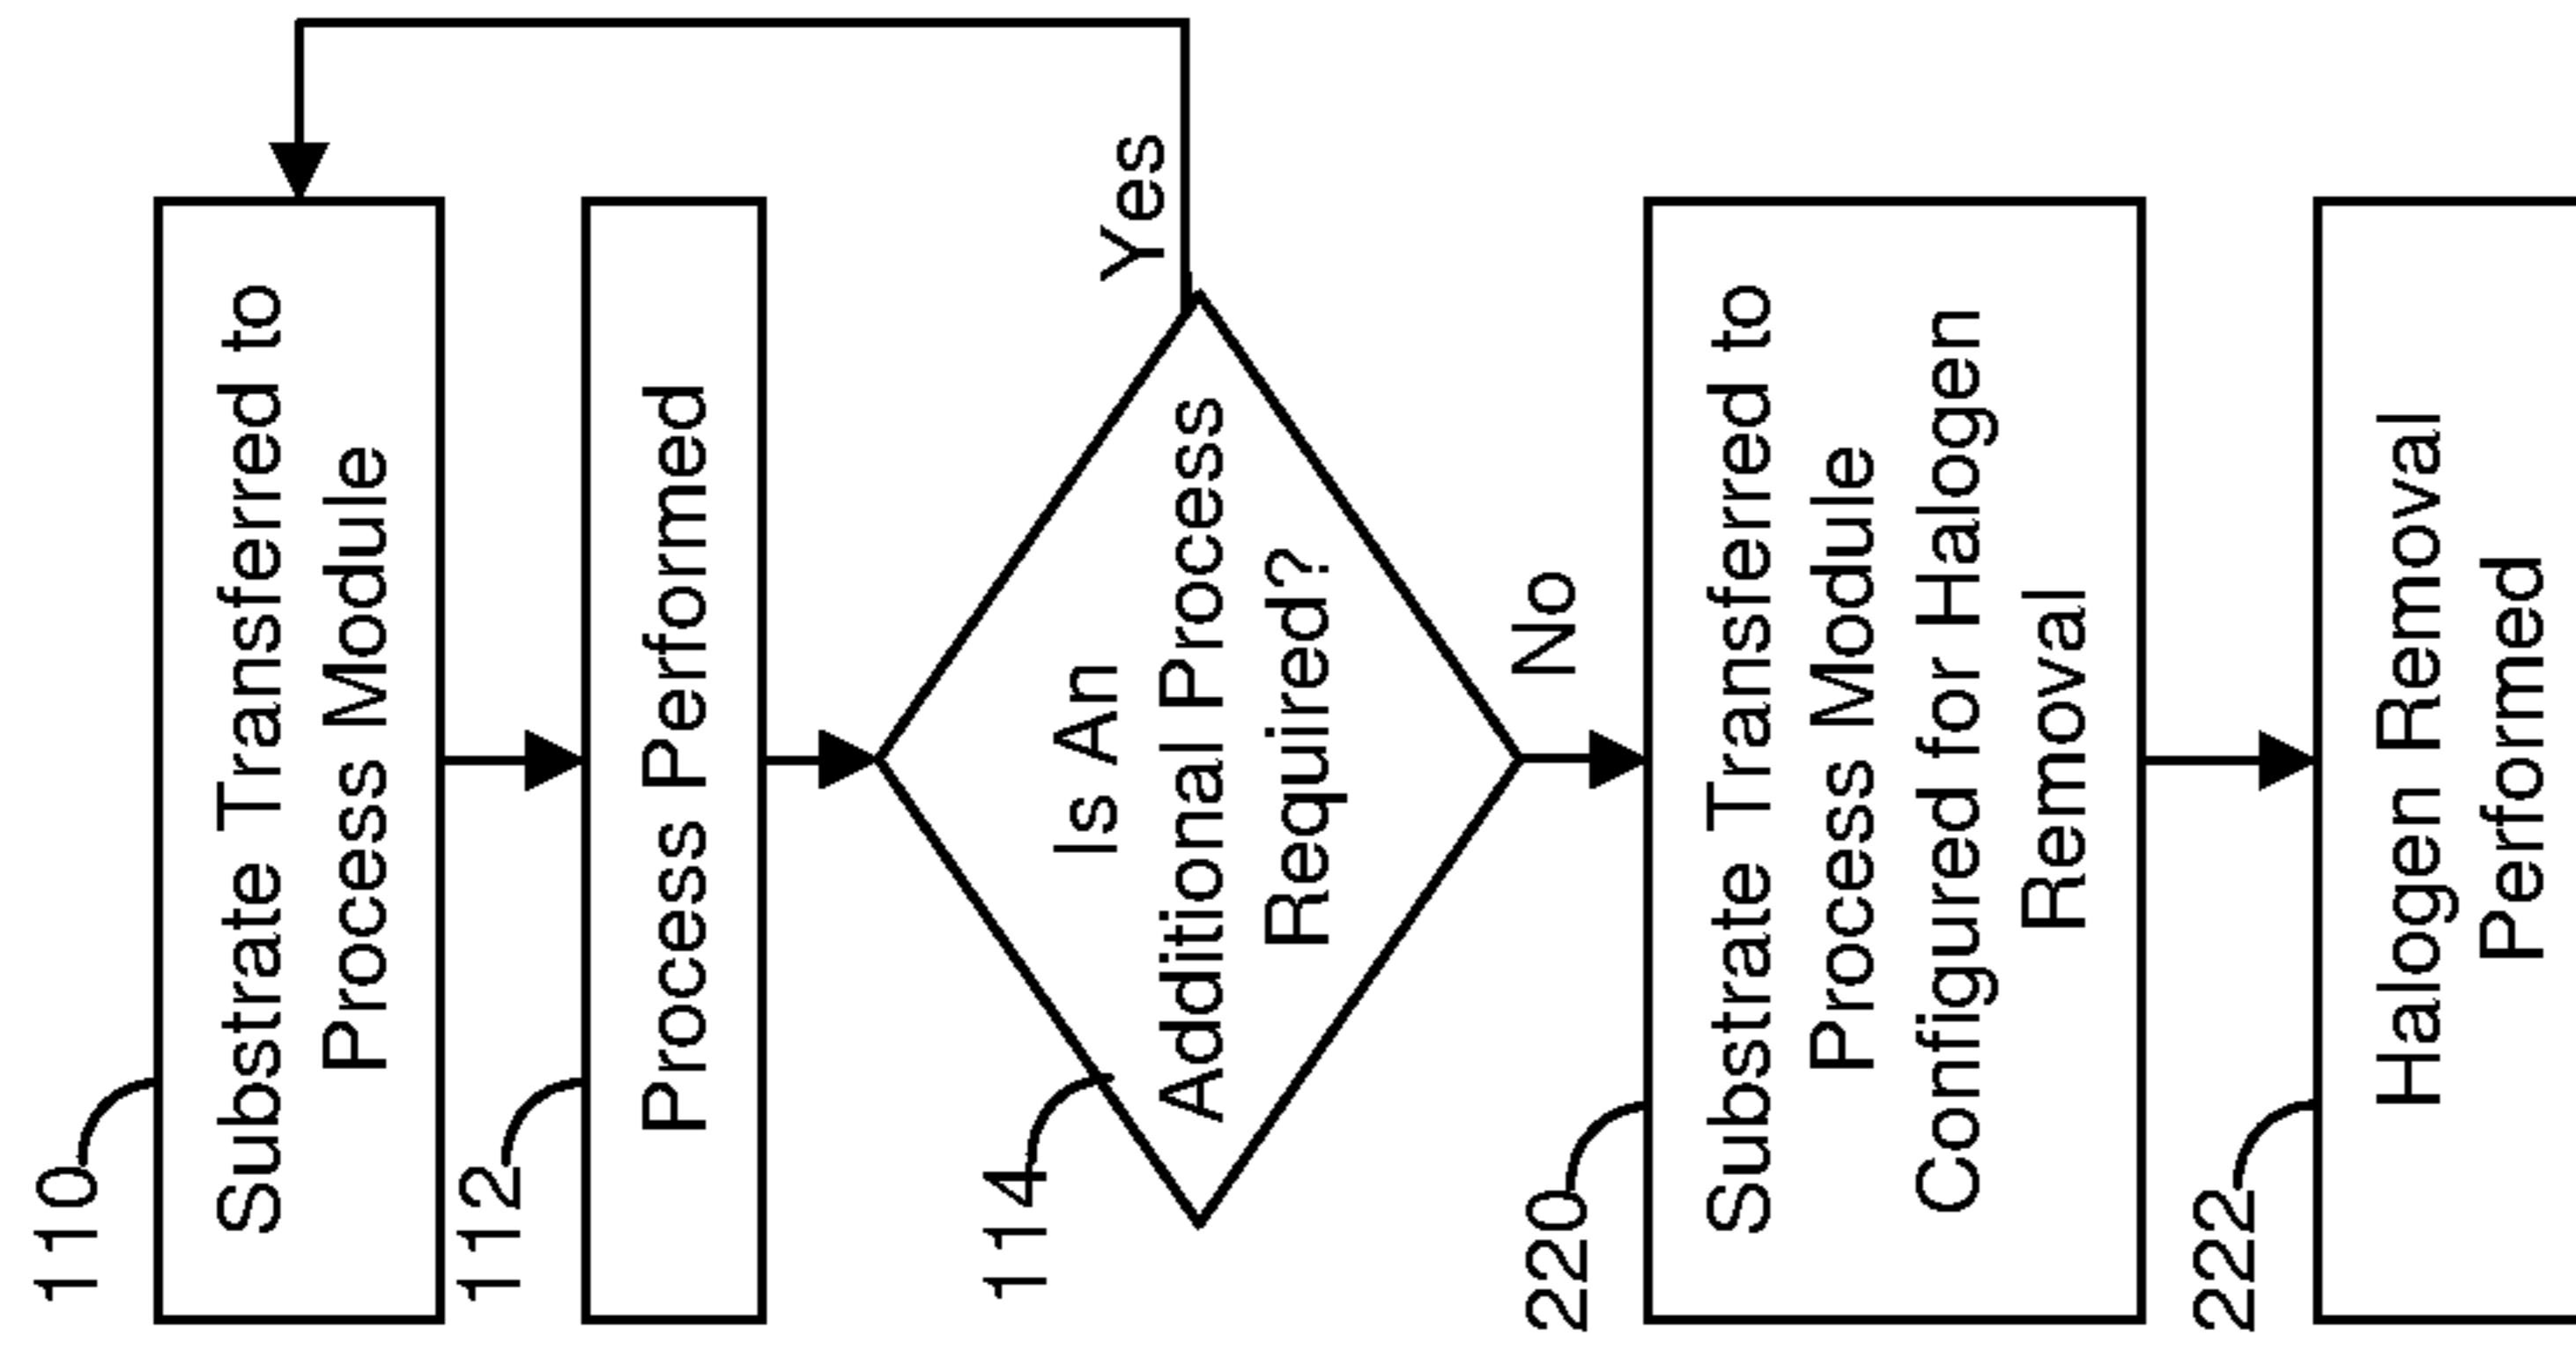 110
Substrate Transferred to
Process Module
112
Process Performed
114
Is An
Additional Process
Required?
Yes
No
220
Substrate Transferred to
Process Module
Configured for Halogen
Removal
222
Halogen Removal
Performed